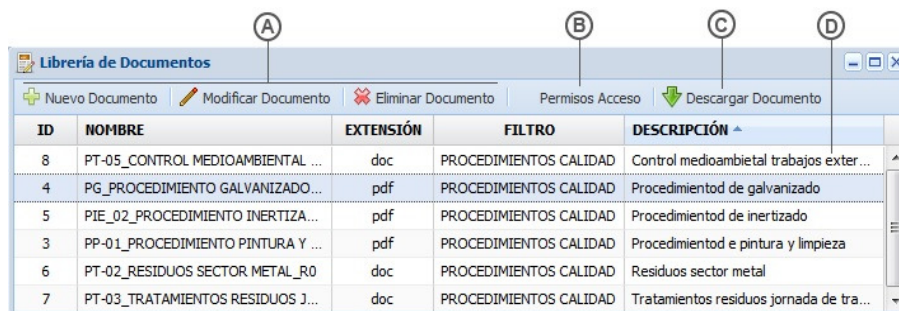 A B C D
Librería de Documentos
Nuevo Documento Modificar Documento Eliminar Documento Permisos Acceso Descargar Documento
ID NOMBRE EXTENSIÓN FILTRO DESCRIPCIÓN
8 PT-05_CONTROL MEDIOAMBIENTAL ... doc PROCEDIMIENTOS CALIDAD Control medioambietal trabajos exter...
4 PG_PROCEDIMIENTO GALVANIZADO... pdf PROCEDIMIENTOS CALIDAD Procedimientod de galvanizado
5 PIE_02_PROCEDIMIENTO INERTIZA... pdf PROCEDIMIENTOS CALIDAD Procedimientod de inertizado
3 PP-01_PROCEDIMIENTO PINTURA Y ... pdf PROCEDIMIENTOS CALIDAD Procedimientod e pintura y limpieza
6 PT-02_RESIDUOS SECTOR METAL_R0 doc PROCEDIMIENTOS CALIDAD Residuos sector metal
7 PT-03_TRATAMIENTOS RESIDUOS J... doc PROCEDIMIENTOS CALIDAD Tratamientos residuos jornada de tra...